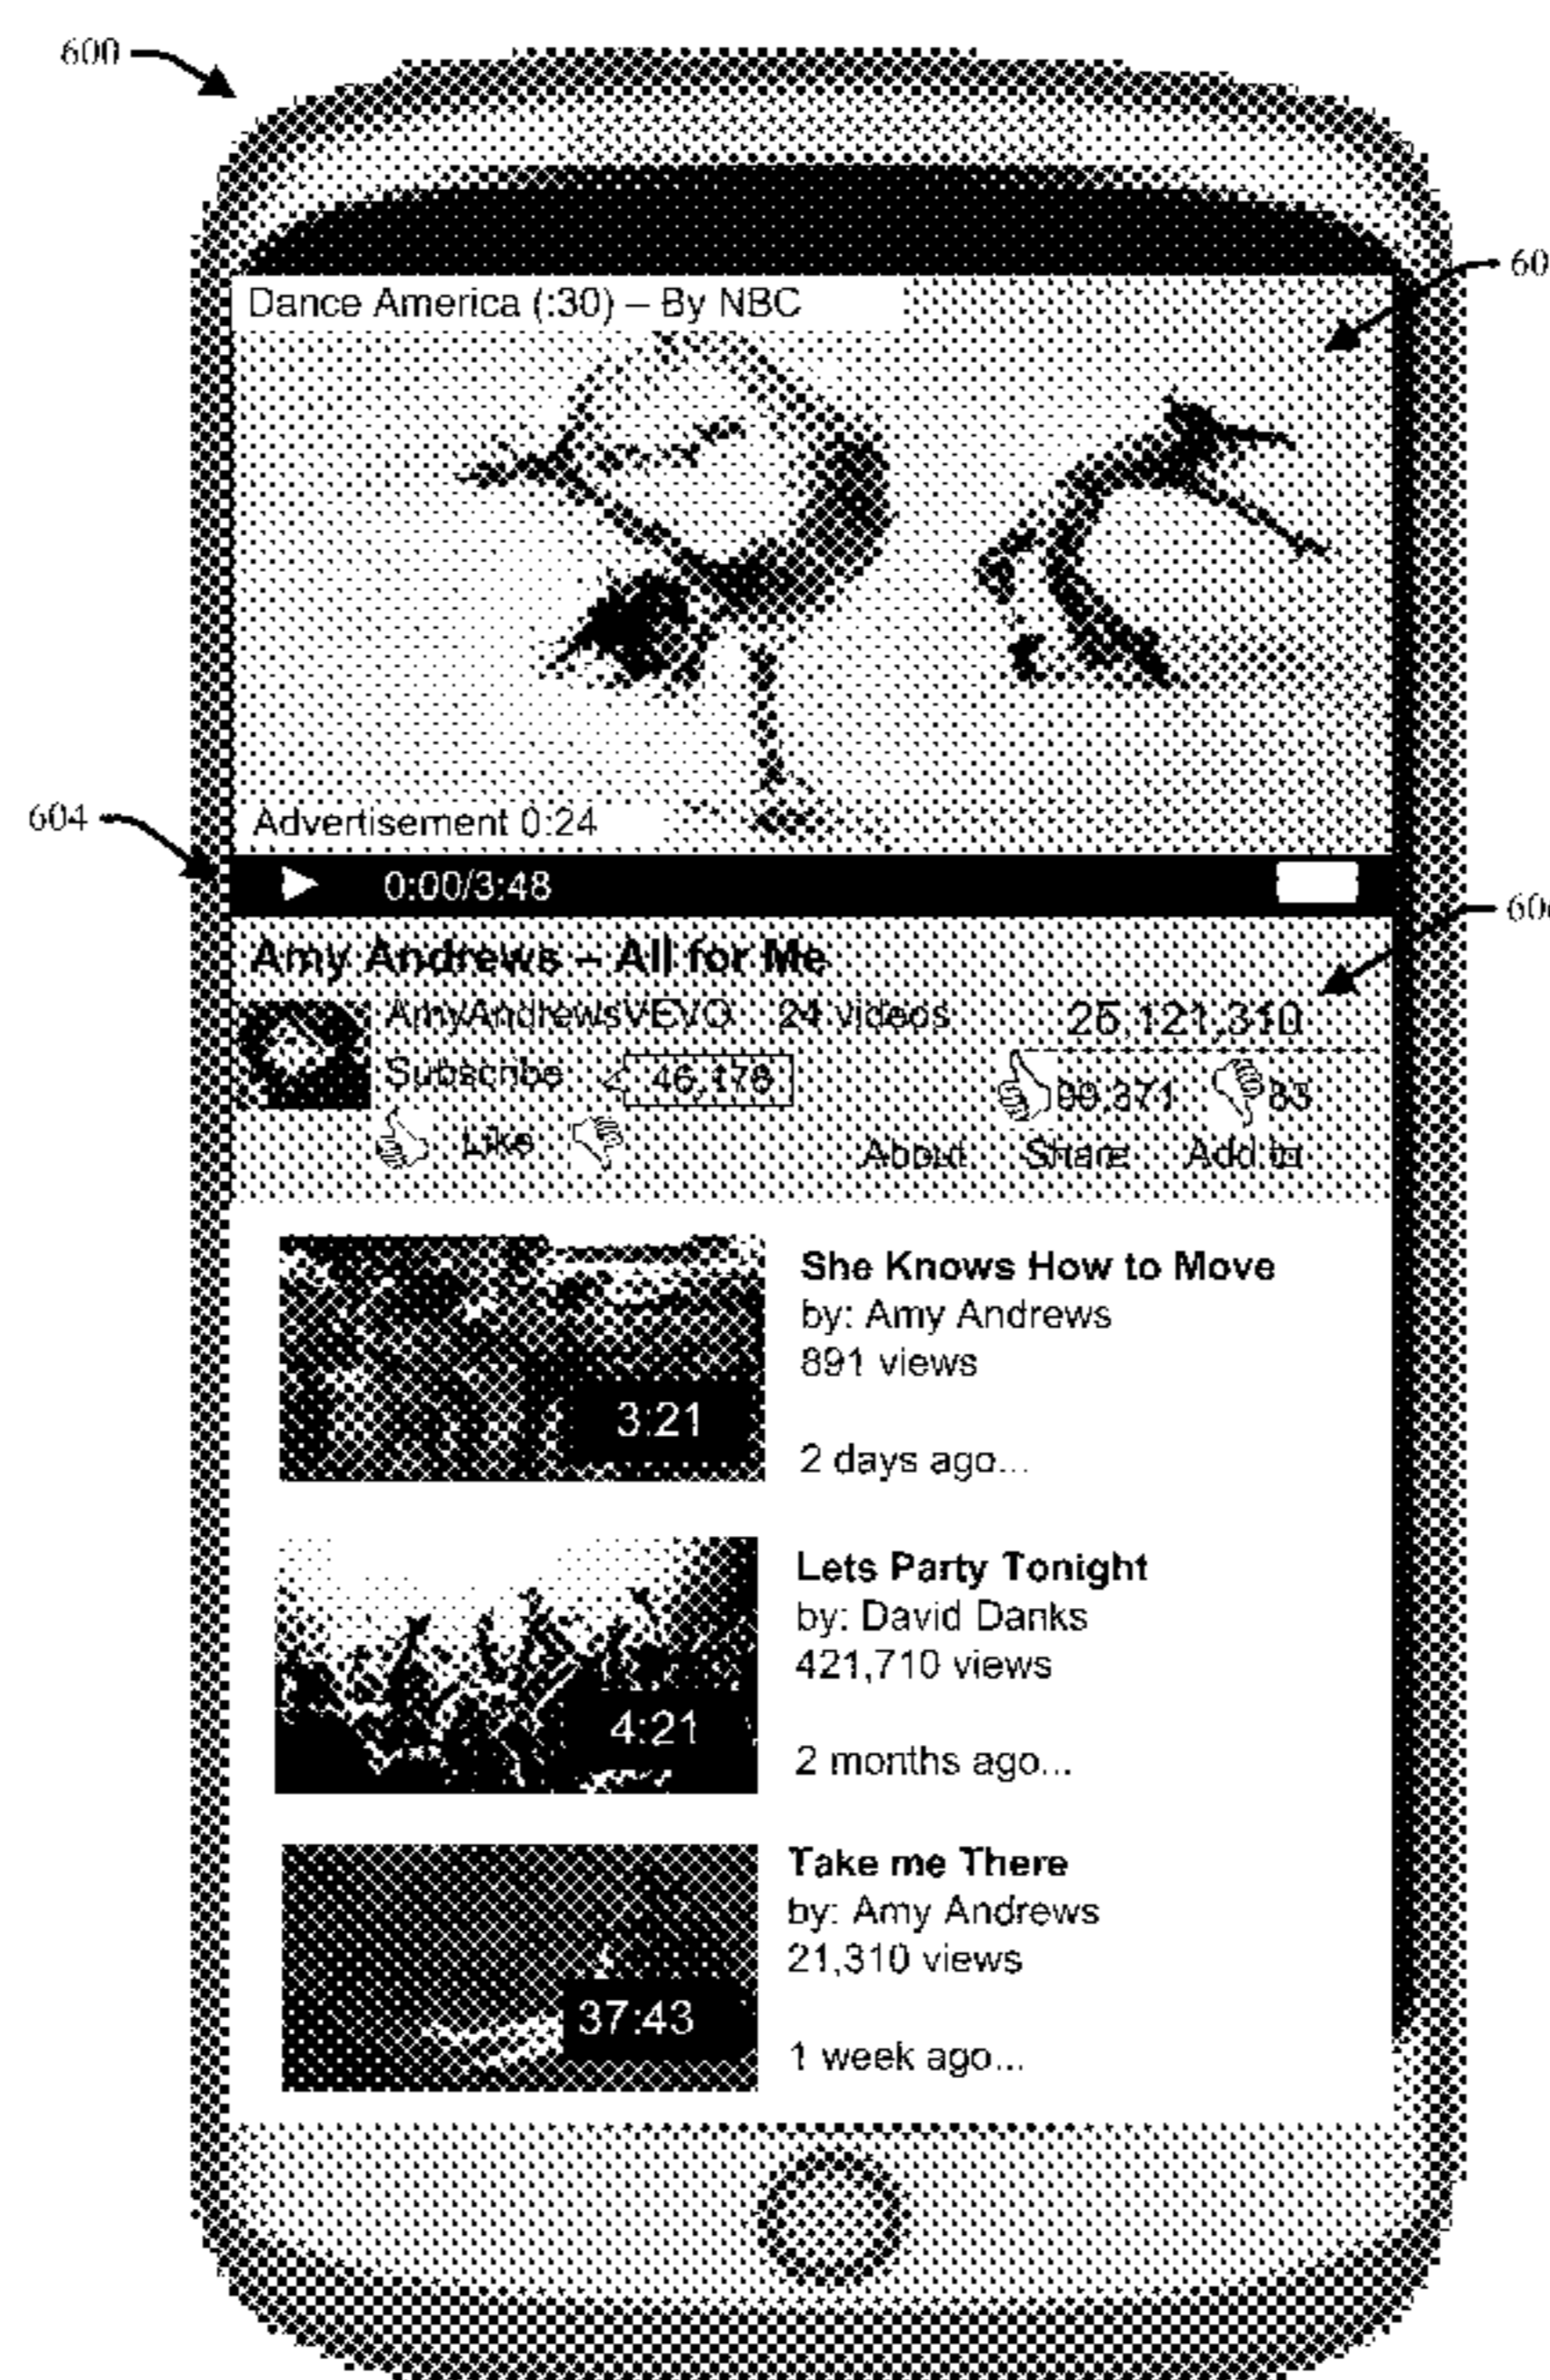 600
Dance America (:30) – By NBC
Advertisement 0:24
604
0:00/3:48
Amy Andrews – All for Me
AmyAndrewsVEVO 24 videos 25,121,310
Subscribe 46,178
99,371 83
Like
About Share Add to
She Knows How to Move
by: Amy Andrews
891 views
3:21
2 days ago...
Lets Party Tonight
by: David Danks
421,710 views
4:21
2 months ago...
Take me There
by: Amy Andrews
21,310 views
37:43
1 week ago...